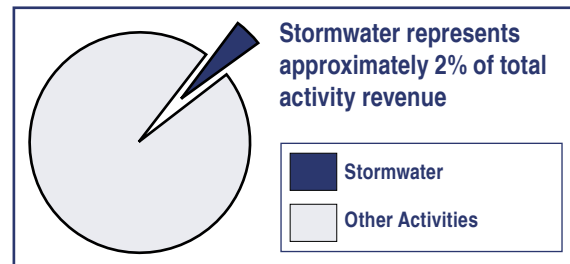 Stormwater represents
approximately 2% of total
activity revenue
Stormwater
Other Activities